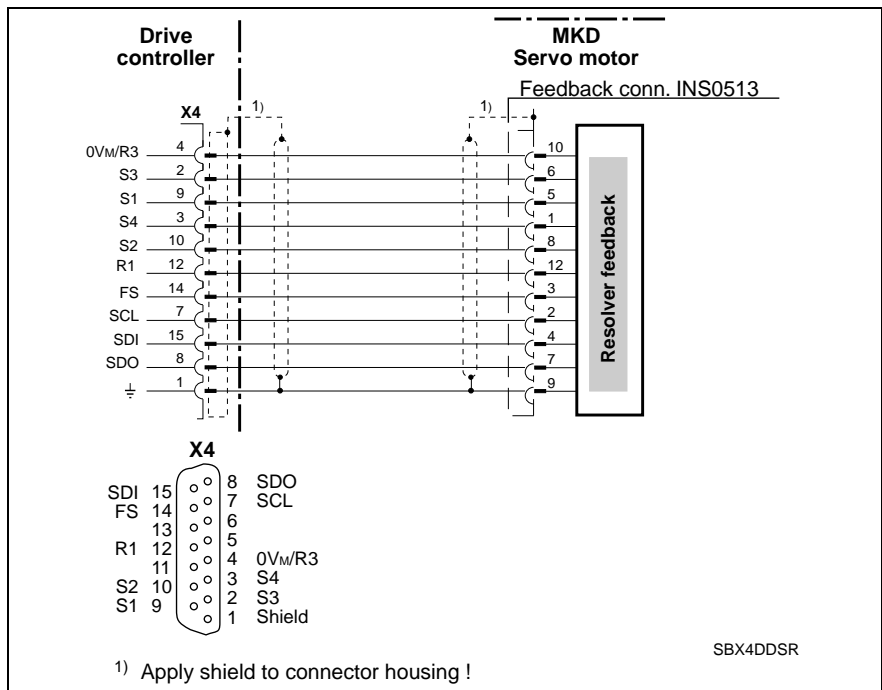 Drive controller
MKD Servo motor
Feedback conn. INS0513
X4
1)
1)
0VM/R3 4 10
S3 2 6
S1 9 5
S4 3 1
S2 10 8
R1 12 12
FS 14 3
SCL 7 2
SDI 15 4
SDO 8 7
⏚ 1 9
Resolver feedback
X4
8 SDO
SDI 15
7 SCL
FS 14
6
13
5
R1 12
4 0VM/R3
11
3 S4
S2 10
2 S3
S1 9
1 Shield
SBX4DDSR
1) Apply shield to connector housing !